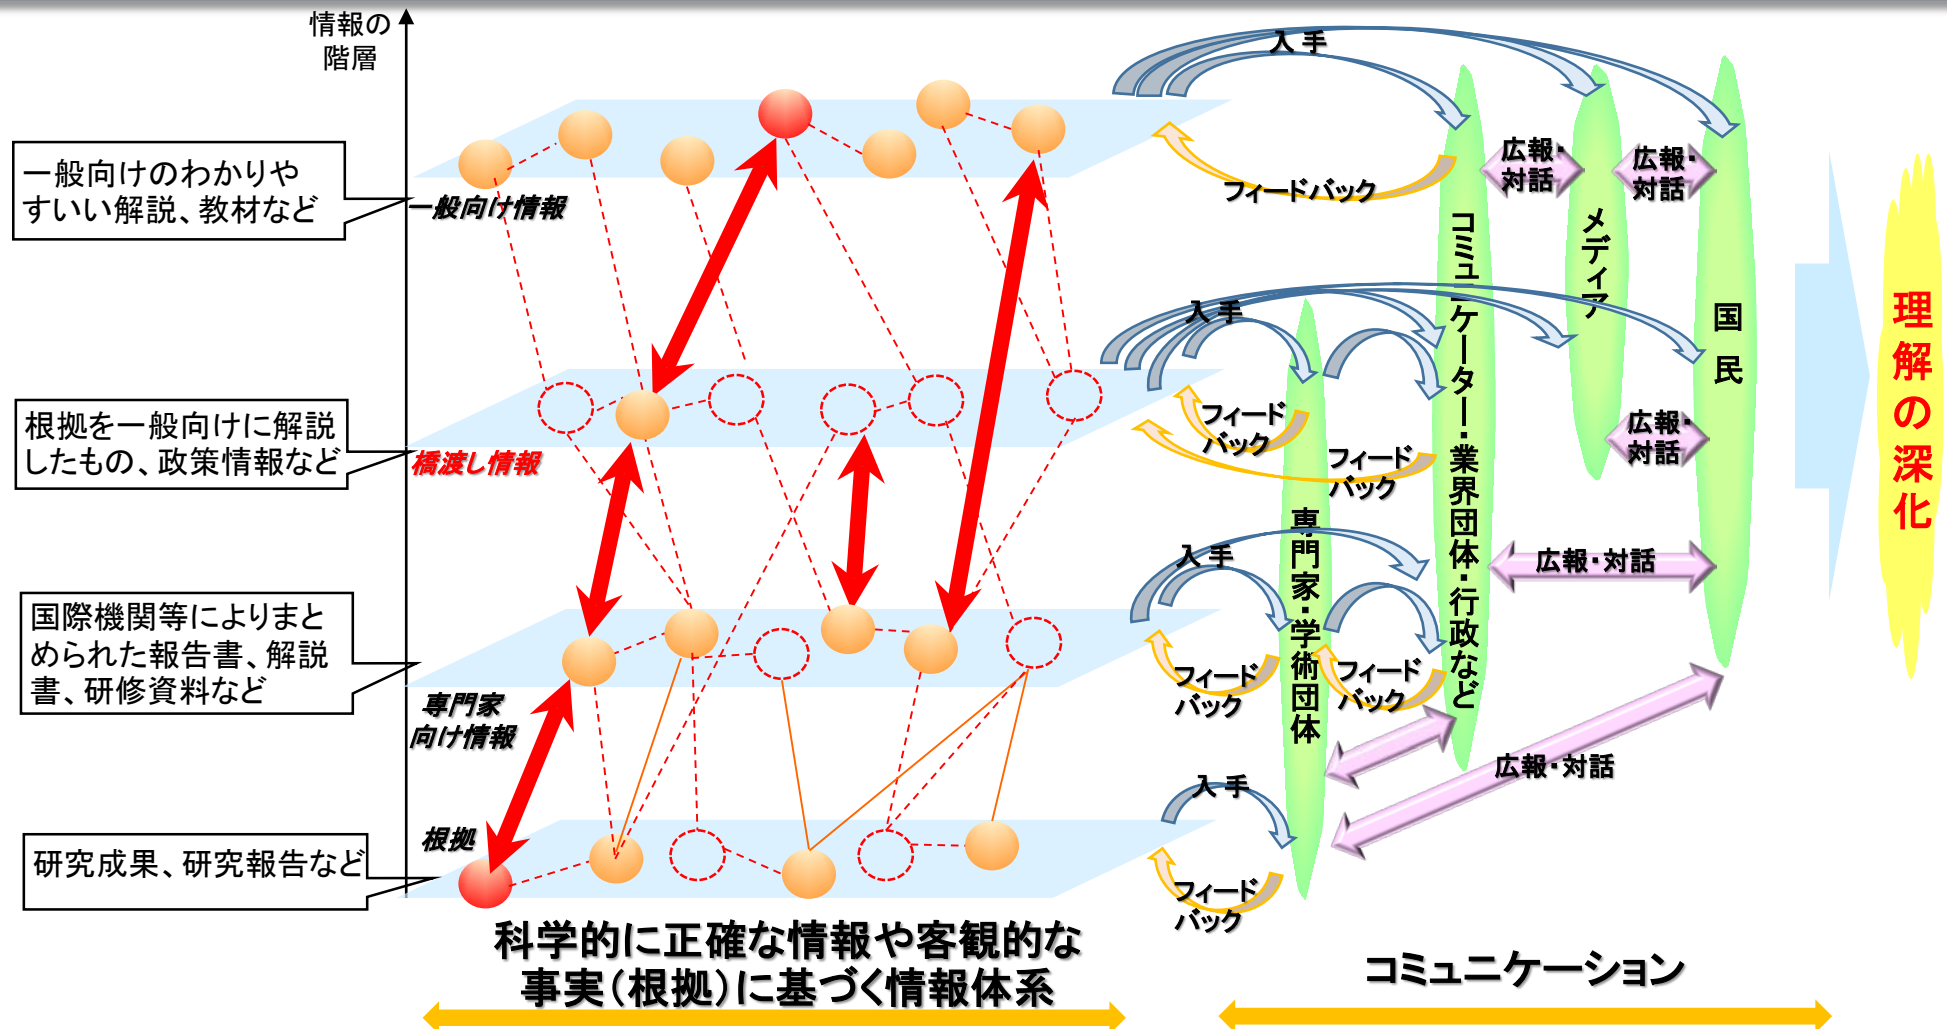 情報の
階層
一般向けのわかりや
すいい解説、教材など
一般向け情報
根拠を一般向けに解説
したもの、政策情報など
橋渡し情報
国際機関等によりまと
められた報告書、解説
書、研修資料など
専門家
向け情報
研究成果、研究報告など
根拠
科学的に正確な情報や客観的な
事実(根拠)に基づく情報体系
入 手
フィードバック
広報・
対話
広報・
対話
入 手
フィード
バック
フィード
バック
広報・
対話
入 手
フィード
バック
フィード
バック
広報・対話
入 手
フィード
バック
広報・対話
専門家・学術団体
コミュニケーター・業界団体・行政など
メディア
国 民
コミュニケーション
理解の深化